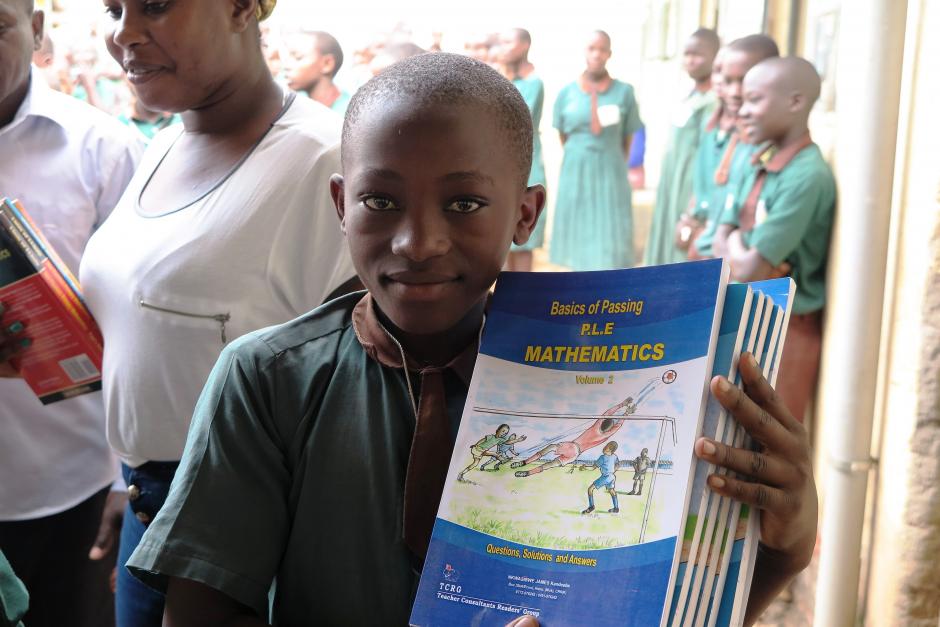 Basics of Passing
P.L.E
MATHEMATICS
Volume 2
Questions, Solutions and Answers
TCRG
Teacher Consultants Readers' Group